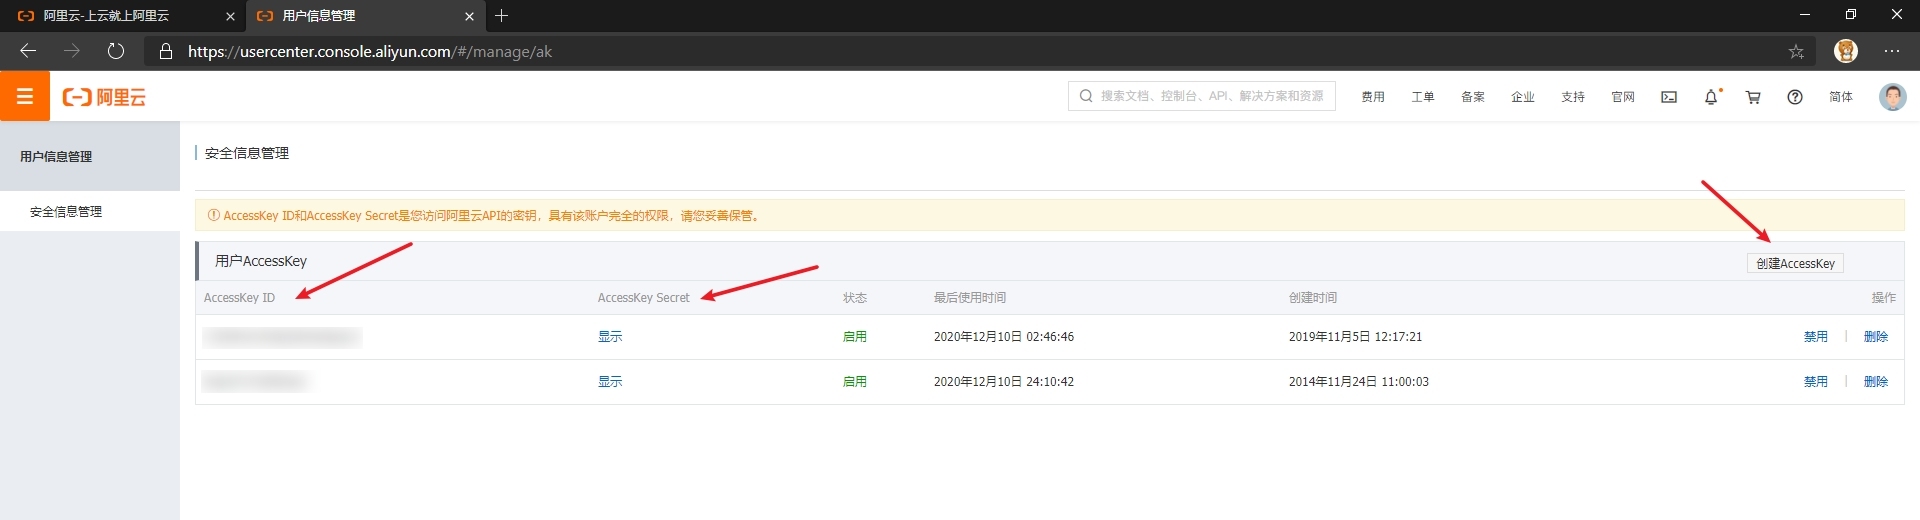 阿里云-上云就上阿里云
用户信息管理
https://usercenter.console.aliyun.com/#/manage/ak
阿里云
搜索文档、控制台、API、解决方案和资源
费用 工单 备案 企业 支持 官网 简体
用户信息管理
安全信息管理
安全信息管理
AccessKey ID和AccessKey Secret是您访问阿里云API的密钥，具有该账户完全的权限，请您妥善保管。
用户AccessKey
创建AccessKey
AccessKey ID AccessKey Secret 状态 最后使用时间 创建时间 操作
显示 启用 2020年12月10日 02:46:46 2019年11月5日 12:17:21 禁用 | 删除
显示 启用 2020年12月10日 24:10:42 2014年11月24日 11:00:03 禁用 | 删除